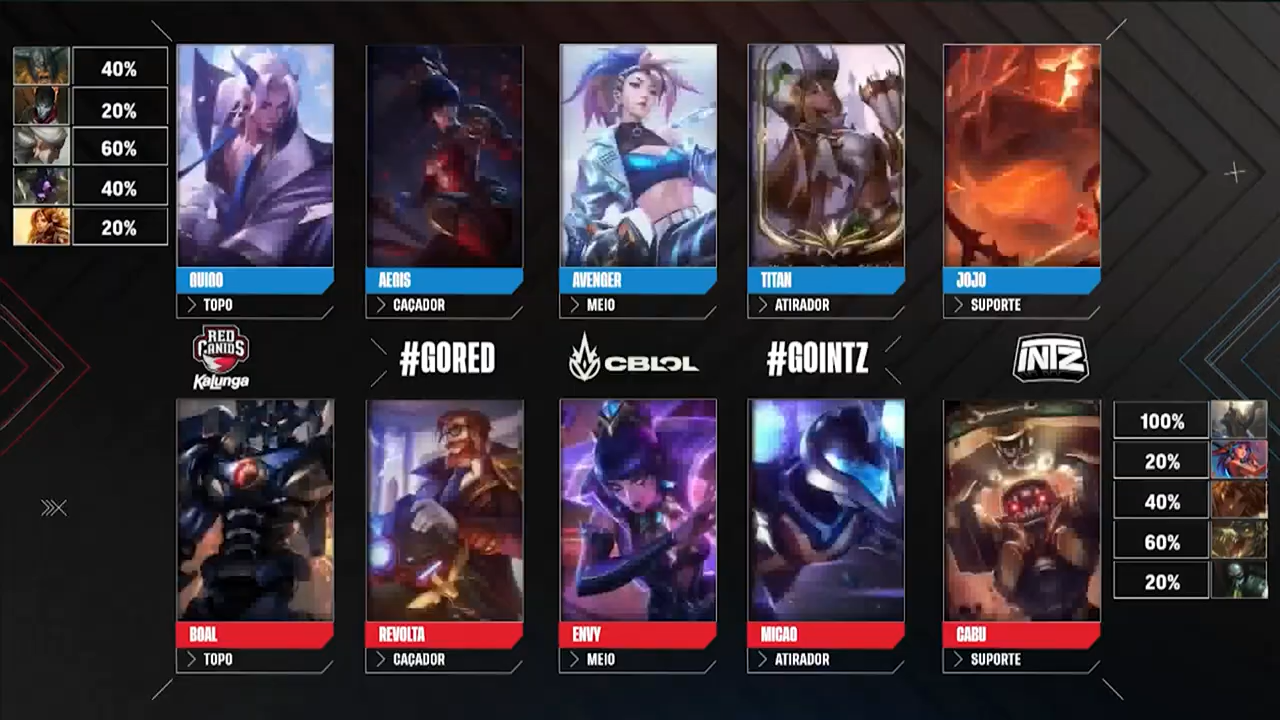 40%
20%
60%
40%
20%
GUIGO
AEGIS
AVENGER
TITAN
JOJO
TOPO
CAÇADOR
MEIO
ATIRADOR
SUPORTE
RED CANIDS Kalunga
#GORED
CBLOL
#GOINTZ
INTZ
100%
20%
40%
60%
20%
BOAL
REVOLTA
ENVY
MICAO
CABU
TOPO
CAÇADOR
MEIO
ATIRADOR
SUPORTE